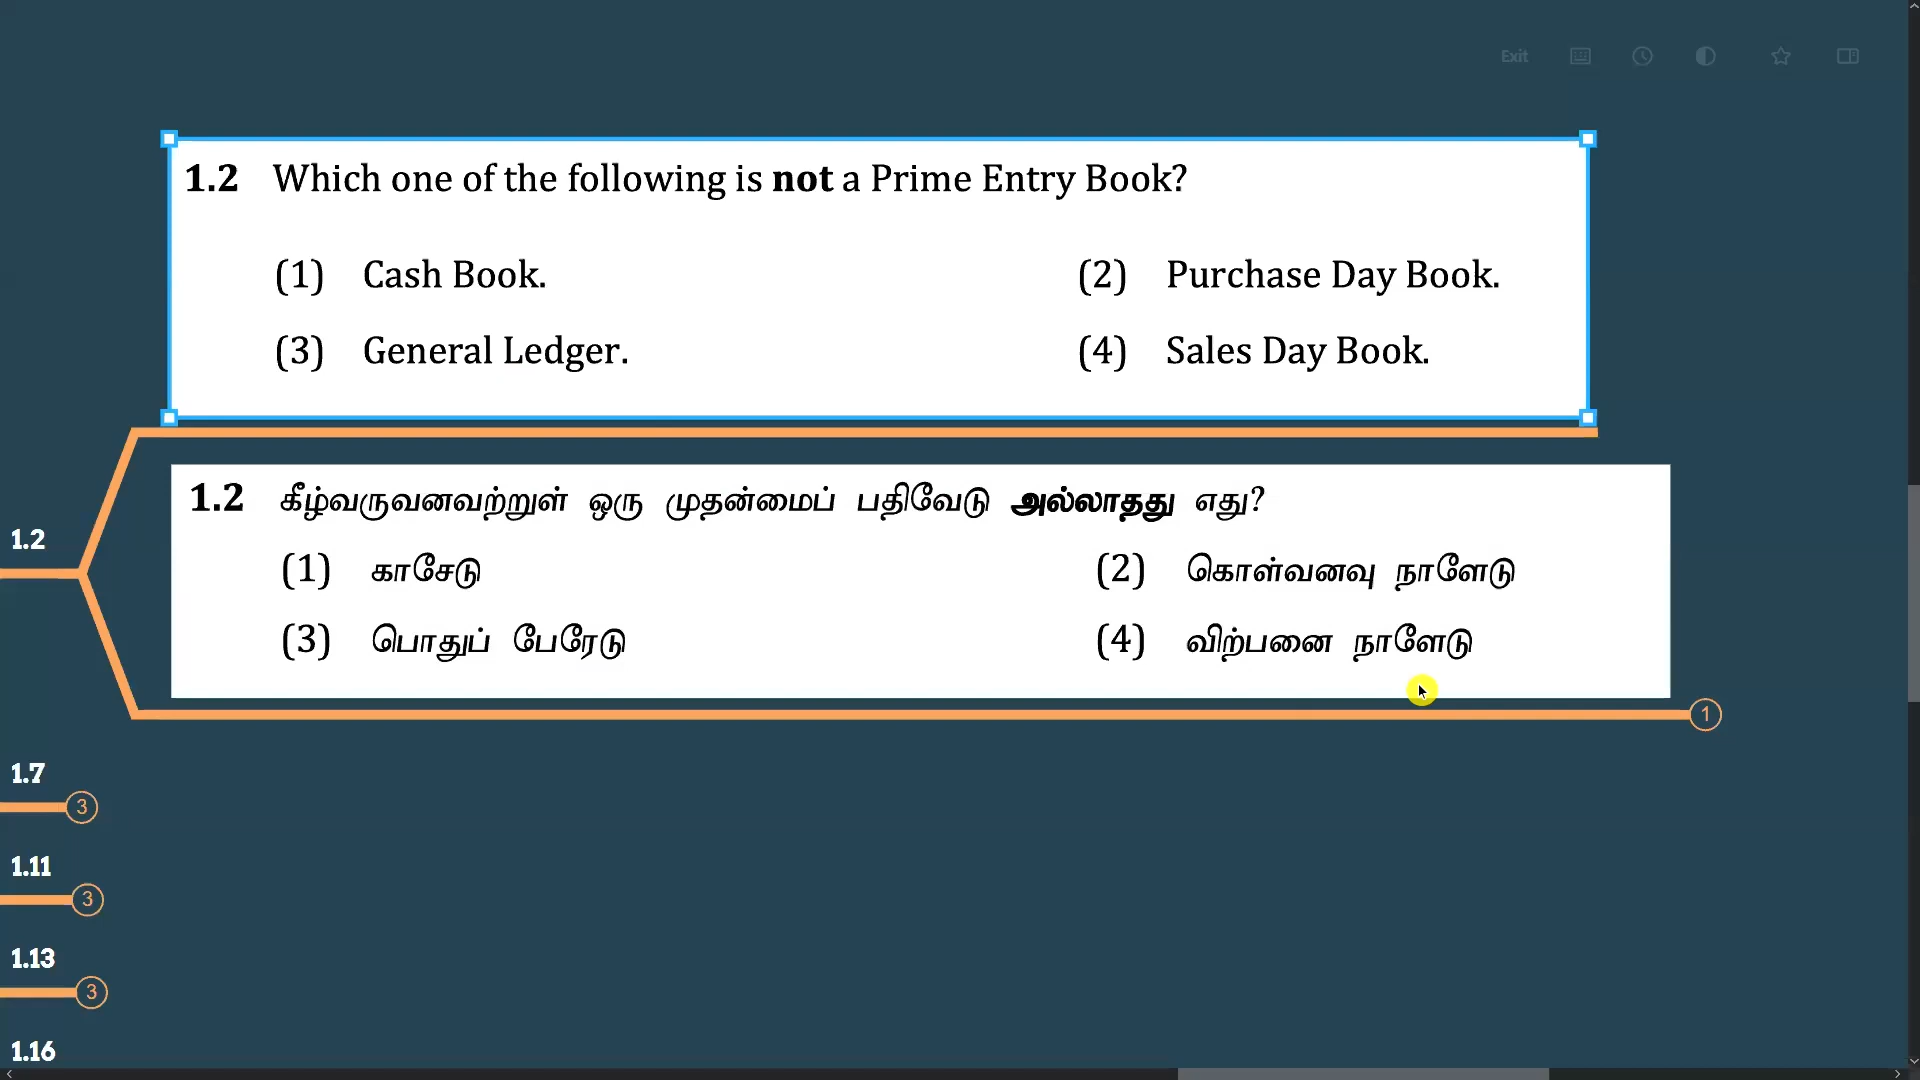 Exit
1.2 Which one of the following is not a Prime Entry Book?
(1) Cash Book. (2) Purchase Day Book.
(3) General Ledger. (4) Sales Day Book.
1.2
1.2 கீழ்வருவனவற்றுள் ஒரு முதன்மைப் பதிவேடு அல்லாதது எது?
(1) காசேடு (2) கொள்வனவு நாளேடு
(3) பொதுப் பேரேடு (4) விற்பனை நாளேடு
1
1.7
3
1.11
3
1.13
3
1.16